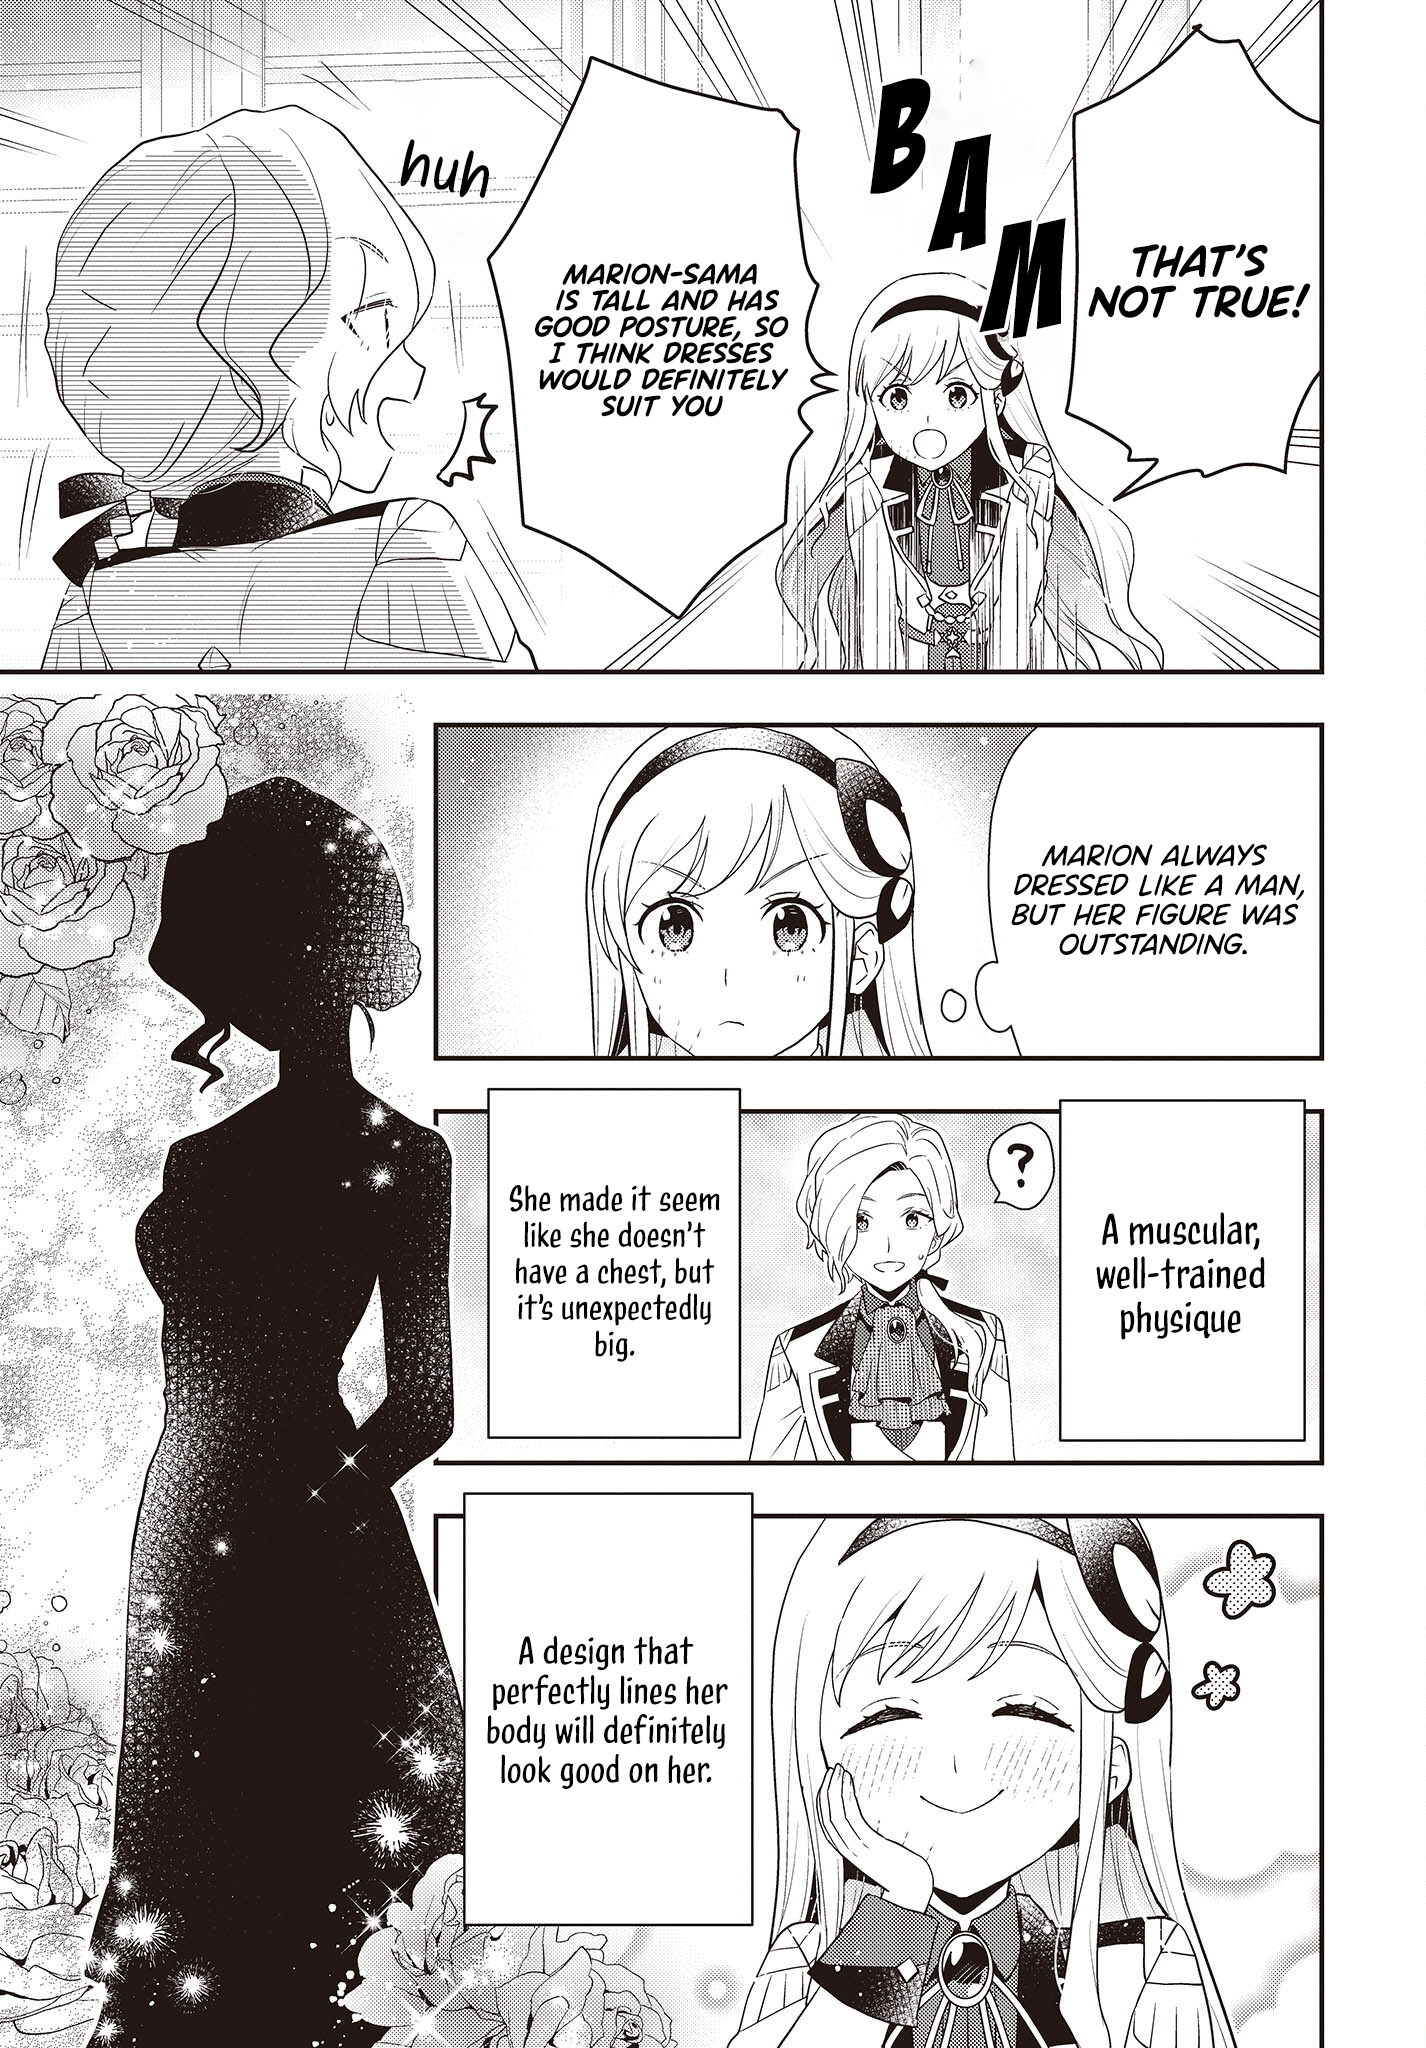 THAT'S
NOT TRUE!
BAM
MARION-SAMA
IS TALL AND HAS
GOOD POSTURE, SO
I THINK DRESSES
WOULD DEFINITELY
SUIT YOU
huh
MARION ALWAYS
DRESSED LIKE A MAN,
BUT HER FIGURE WAS
OUTSTANDING.
A muscular,
well-trained
physique
?
She made it seem
like she doesn't
have a chest, but
it's unexpectedly
big.
A design that
perfectly lines her
body will definitely
look good on her.